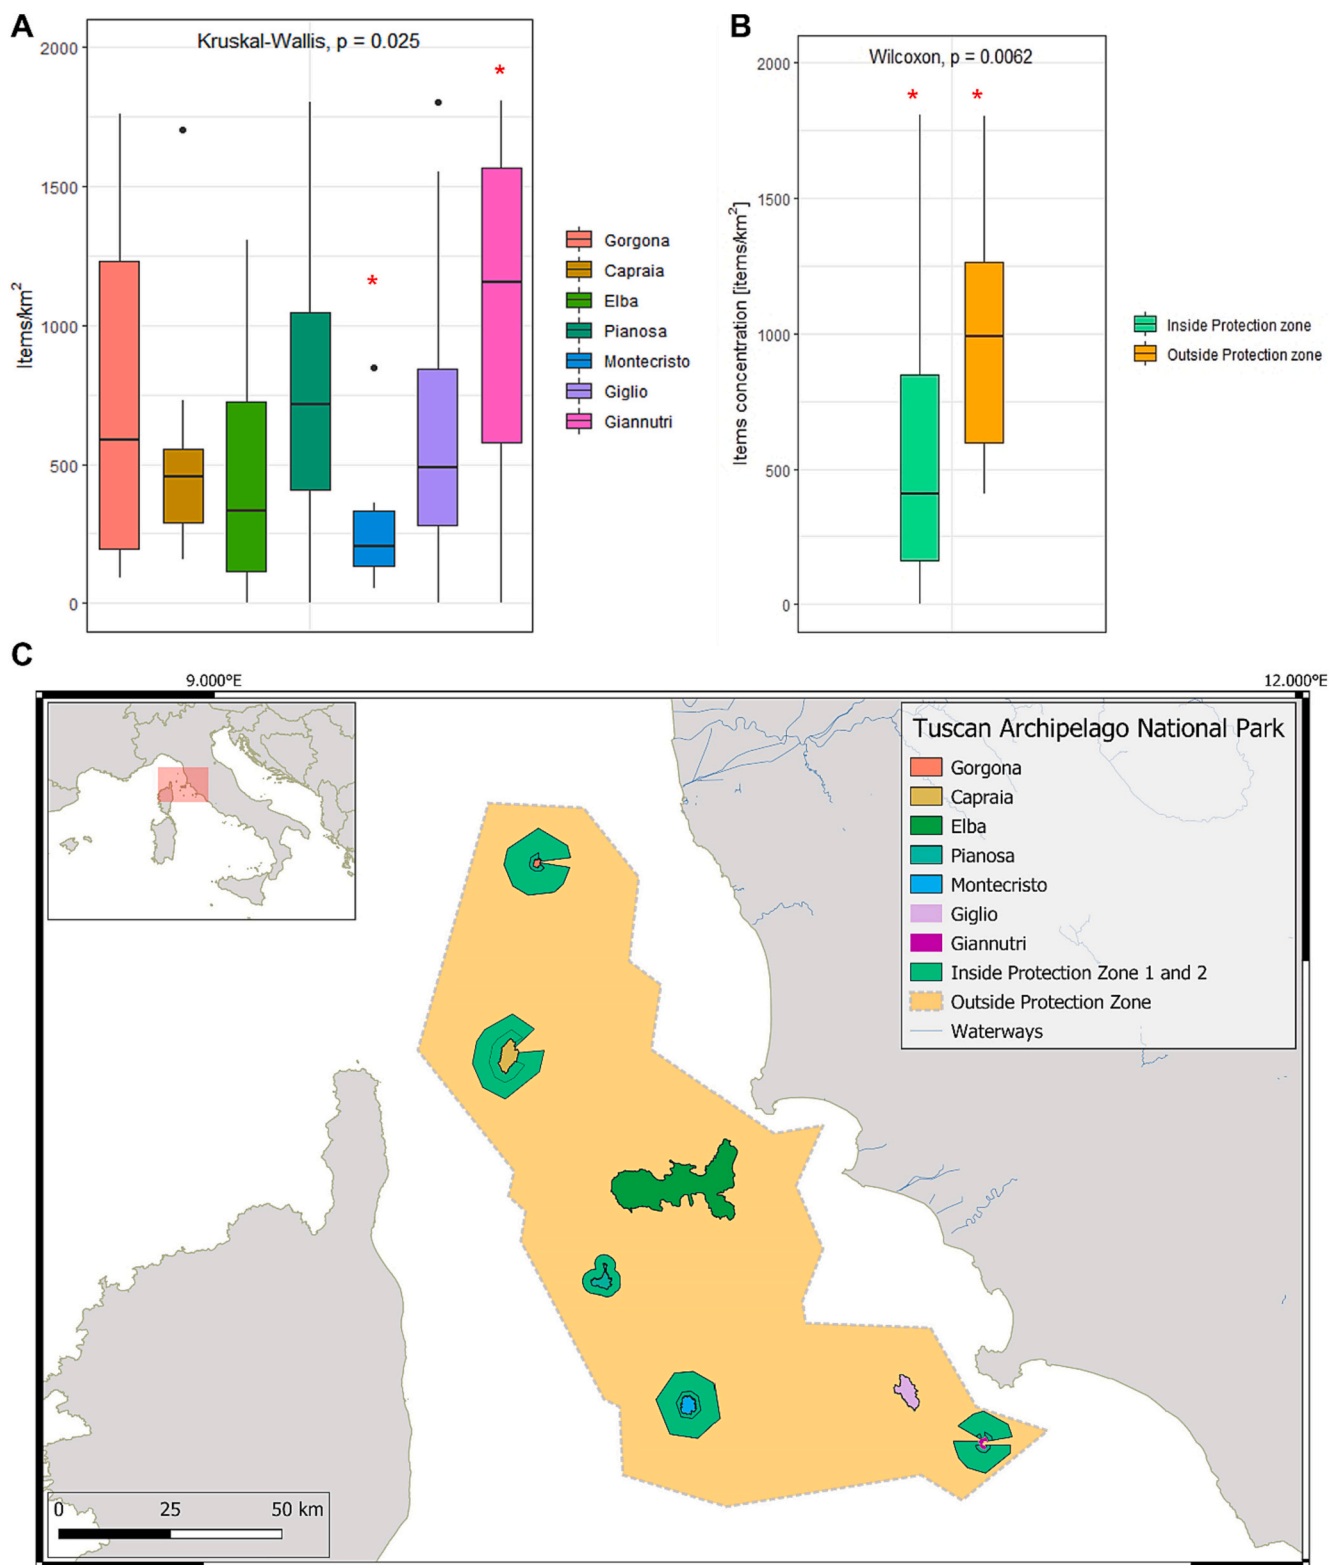 A
Kruskal-Wallis, p = 0.025
*
*
2000
1500
1000
500
0
Items/km²
Gorgona
Capraia
Elba
Pianosa
Montecristo
Giglio
Giannutri
B
Wilcoxon, p = 0.0062
* *
2000
1500
1000
500
0
Items concentration [items/km²]
Inside Protection zone
Outside Protection zone
C
9.000°E
12.000°E
Tuscan Archipelago National Park
Gorgona
Capraia
Elba
Pianosa
Montecristo
Giglio
Giannutri
Inside Protection Zone 1 and 2
Outside Protection Zone
Waterways
0 25 50 km